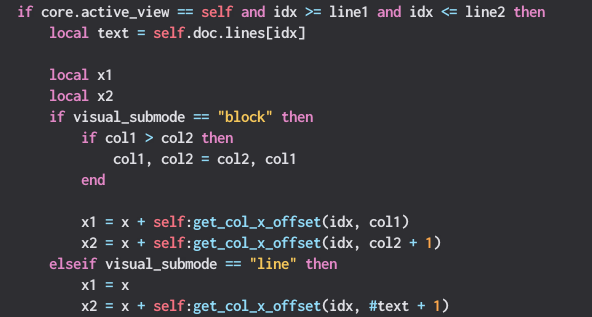 if core.active_view == self and idx >= line1 and idx <= line2 then
    local text = self.doc.lines[idx]

    local x1
    local x2
    if visual_submode == "block" then
        if col1 > col2 then
            col1, col2 = col2, col1
        end

        x1 = x + self:get_col_x_offset(idx, col1)
        x2 = x + self:get_col_x_offset(idx, col2 + 1)
    elseif visual_submode == "line" then
        x1 = x
        x2 = x + self:get_col_x_offset(idx, #text + 1)